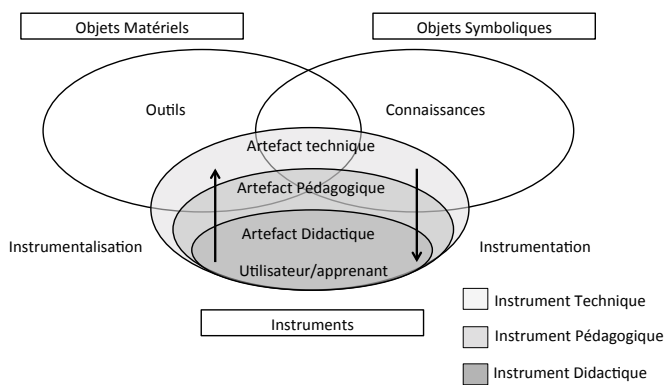 Objets Matériels
Objets Symboliques
Outils
Connaissances
Artefact technique
Artefact Pédagogique
Artefact Didactique
Instrumentalisation
Instrumentation
Utilisateur/apprenant
Instruments
Instrument Technique
Instrument Pédagogique
Instrument Didactique